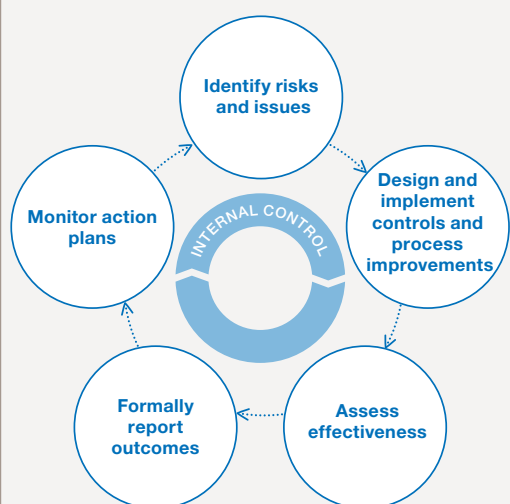 Identify risks
and issues
Design and
implement
controls and
process
improvements
Assess
effectiveness
Formally
report
outcomes
Monitor action
plans
INTERNAL CONTROL